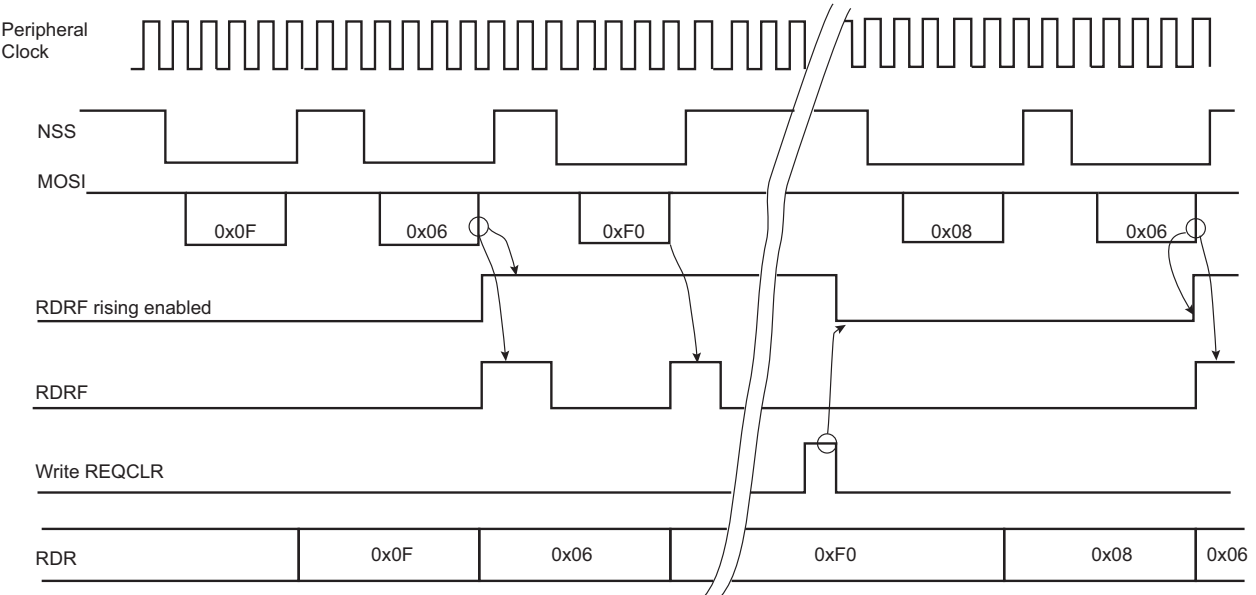 Peripheral
Clock
NSS
MOSI
0x0F 0x06 0xF0 0x08 0x06
RDRF rising enabled
RDRF
Write REQCLR
RDR 0x0F 0x06 0xF0 0x08 0x06